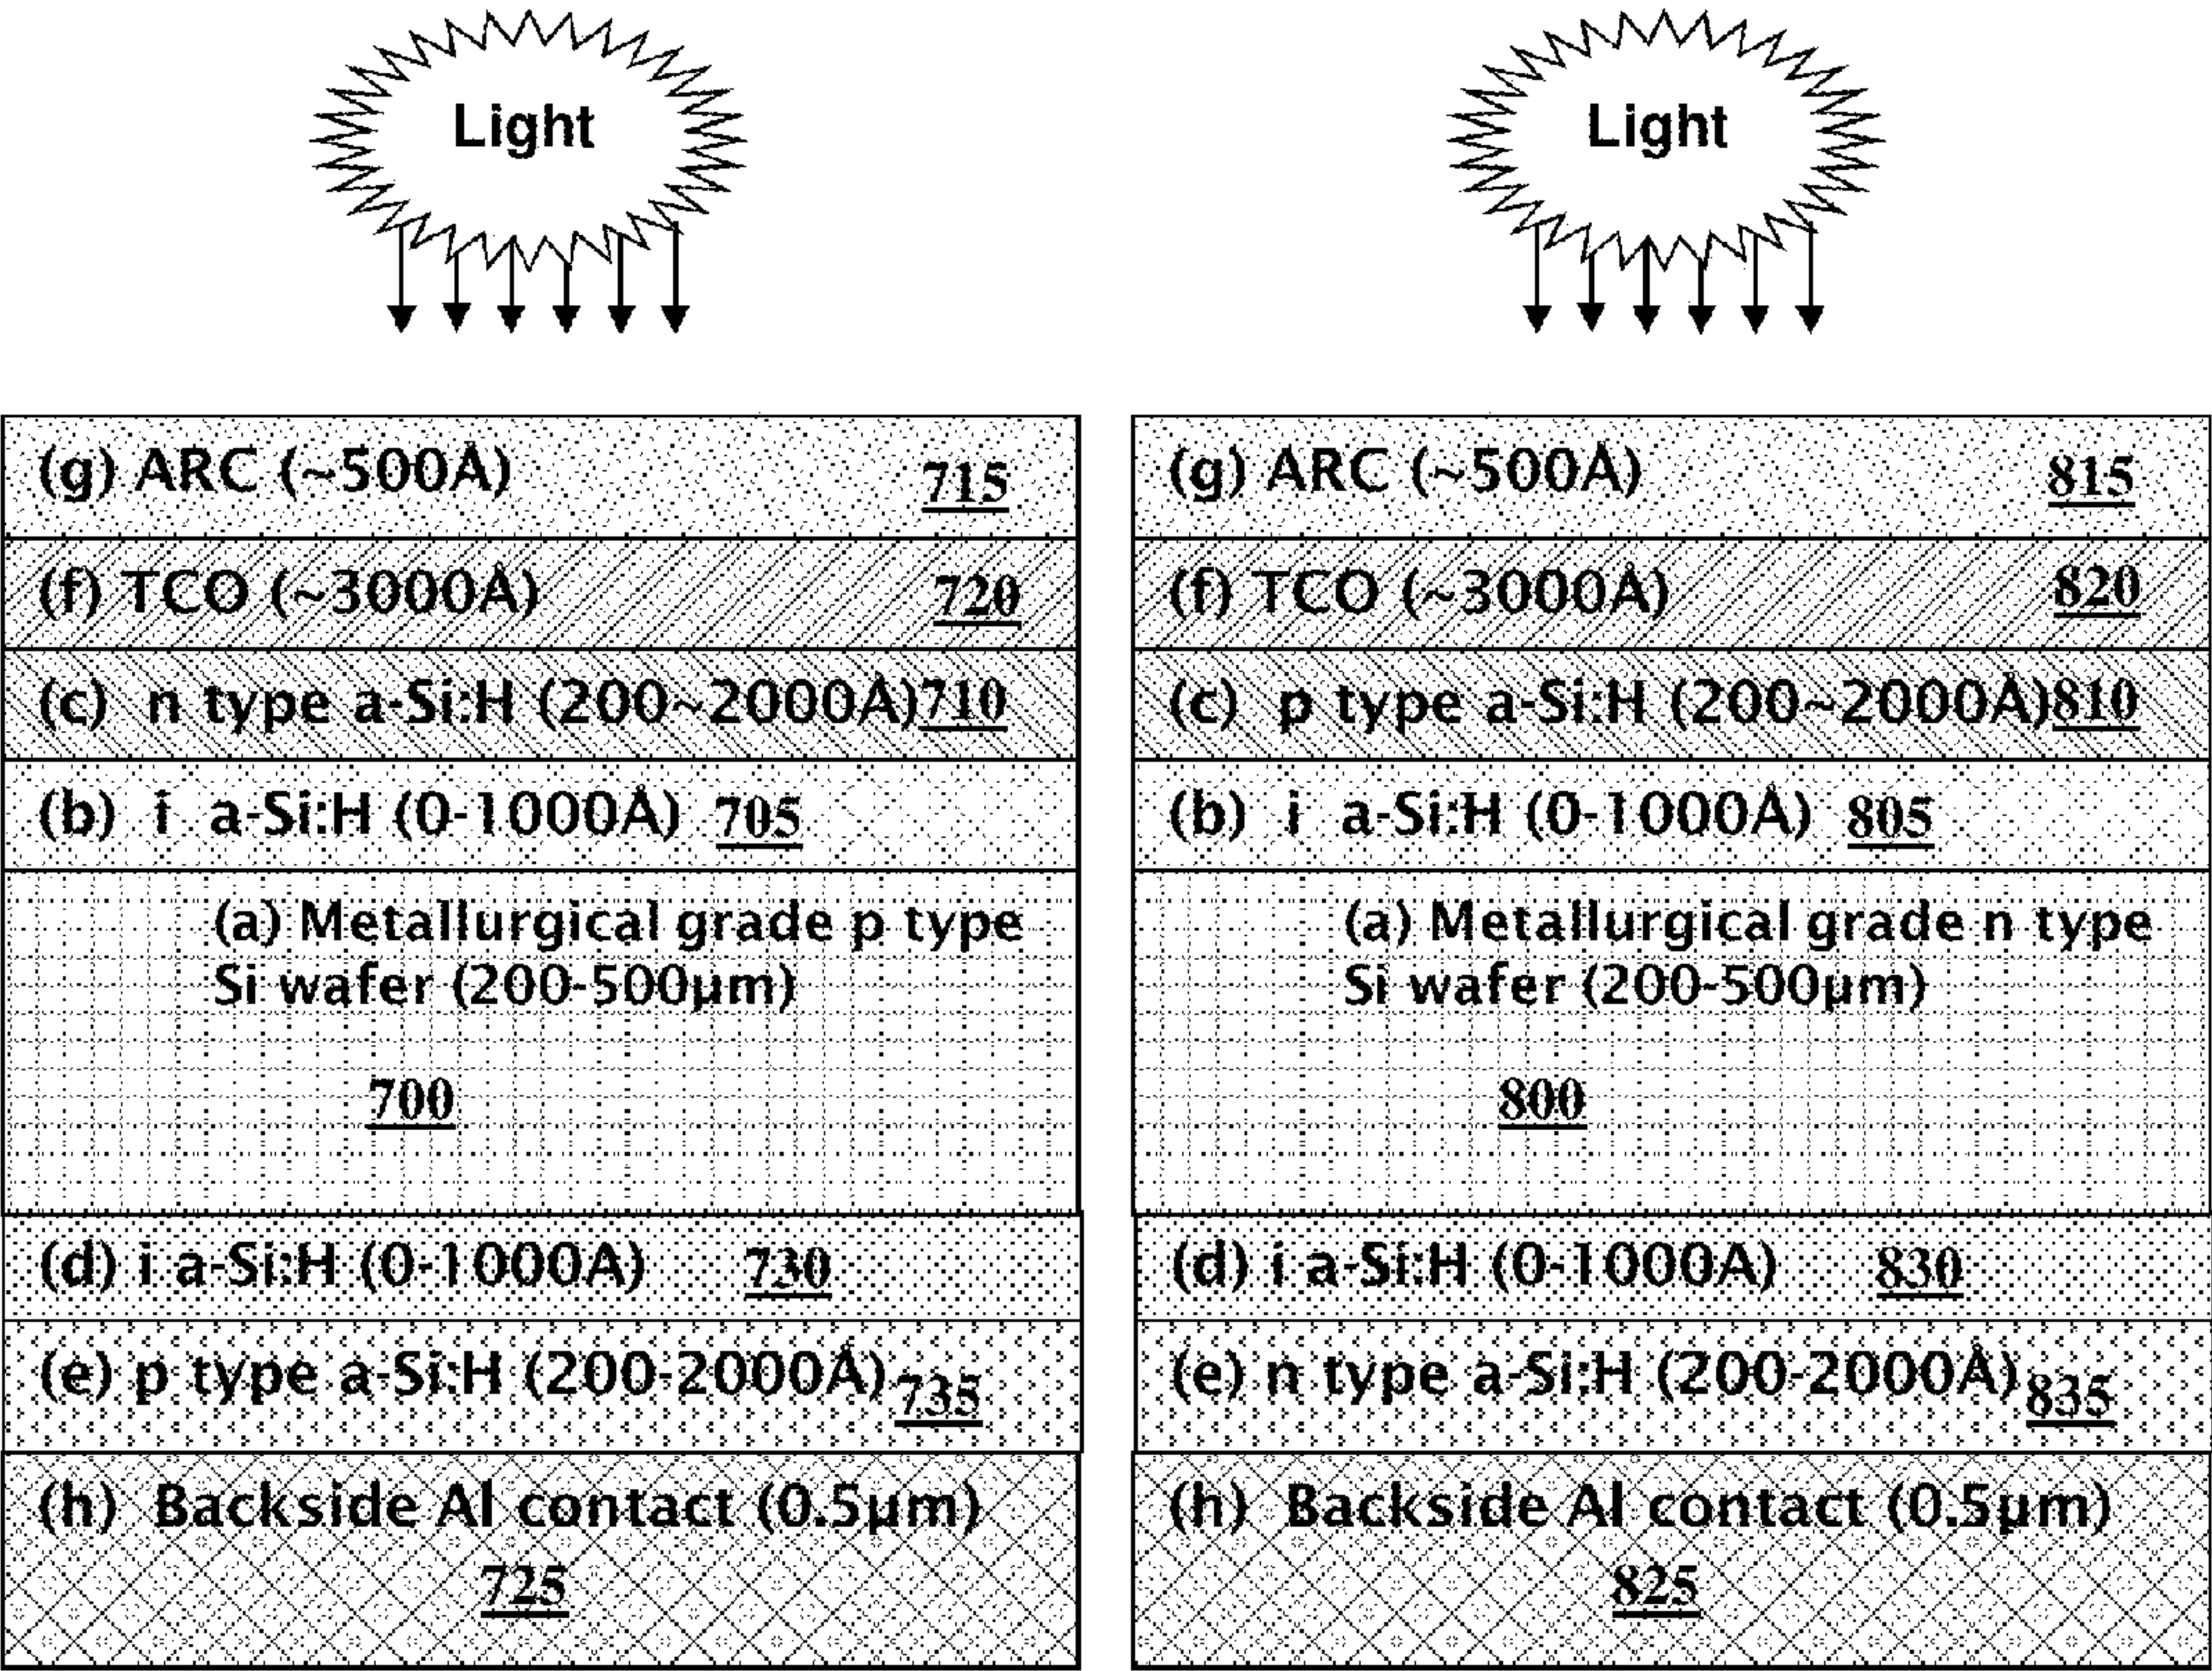 Light
(g) ARC (~500Å) 715
(f) TCO (~3000Å) 720
(c) n type a-Si:H (200~2000Å) 710
(b) i a-Si:H (0-1000Å) 705
(a) Metallurgical grade p type
Si wafer (200-500µm)
700
(d) i a-Si:H (0-1000A) 730
(e) p type a-Si:H (200-2000Å) 735
(h) Backside Al contact (0.5µm)
725
Light
(g) ARC (~500Å) 815
(f) TCO (~3000Å) 820
(c) p type a-Si:H (200~2000Å) 810
(b) i a-Si:H (0-1000Å) 805
(a) Metallurgical grade n type
Si wafer (200-500µm)
800
(d) i a-Si:H (0-1000A) 830
(e) n type a-Si:H (200-2000Å) 835
(h) Backside Al contact (0.5µm)
825